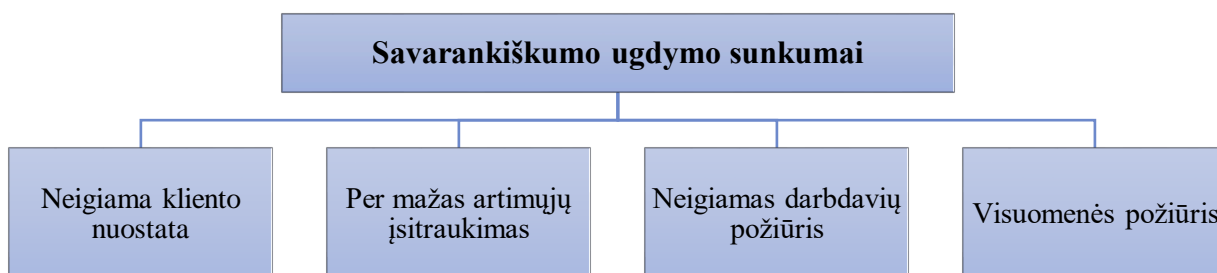 Savarankiškumo ugdymo sunkumai
Neigiama kliento
nuostata
Per mažas artimųjų
įsitraukimas
Neigiamas darbdavių
požiūris
Visuomenės požiūris